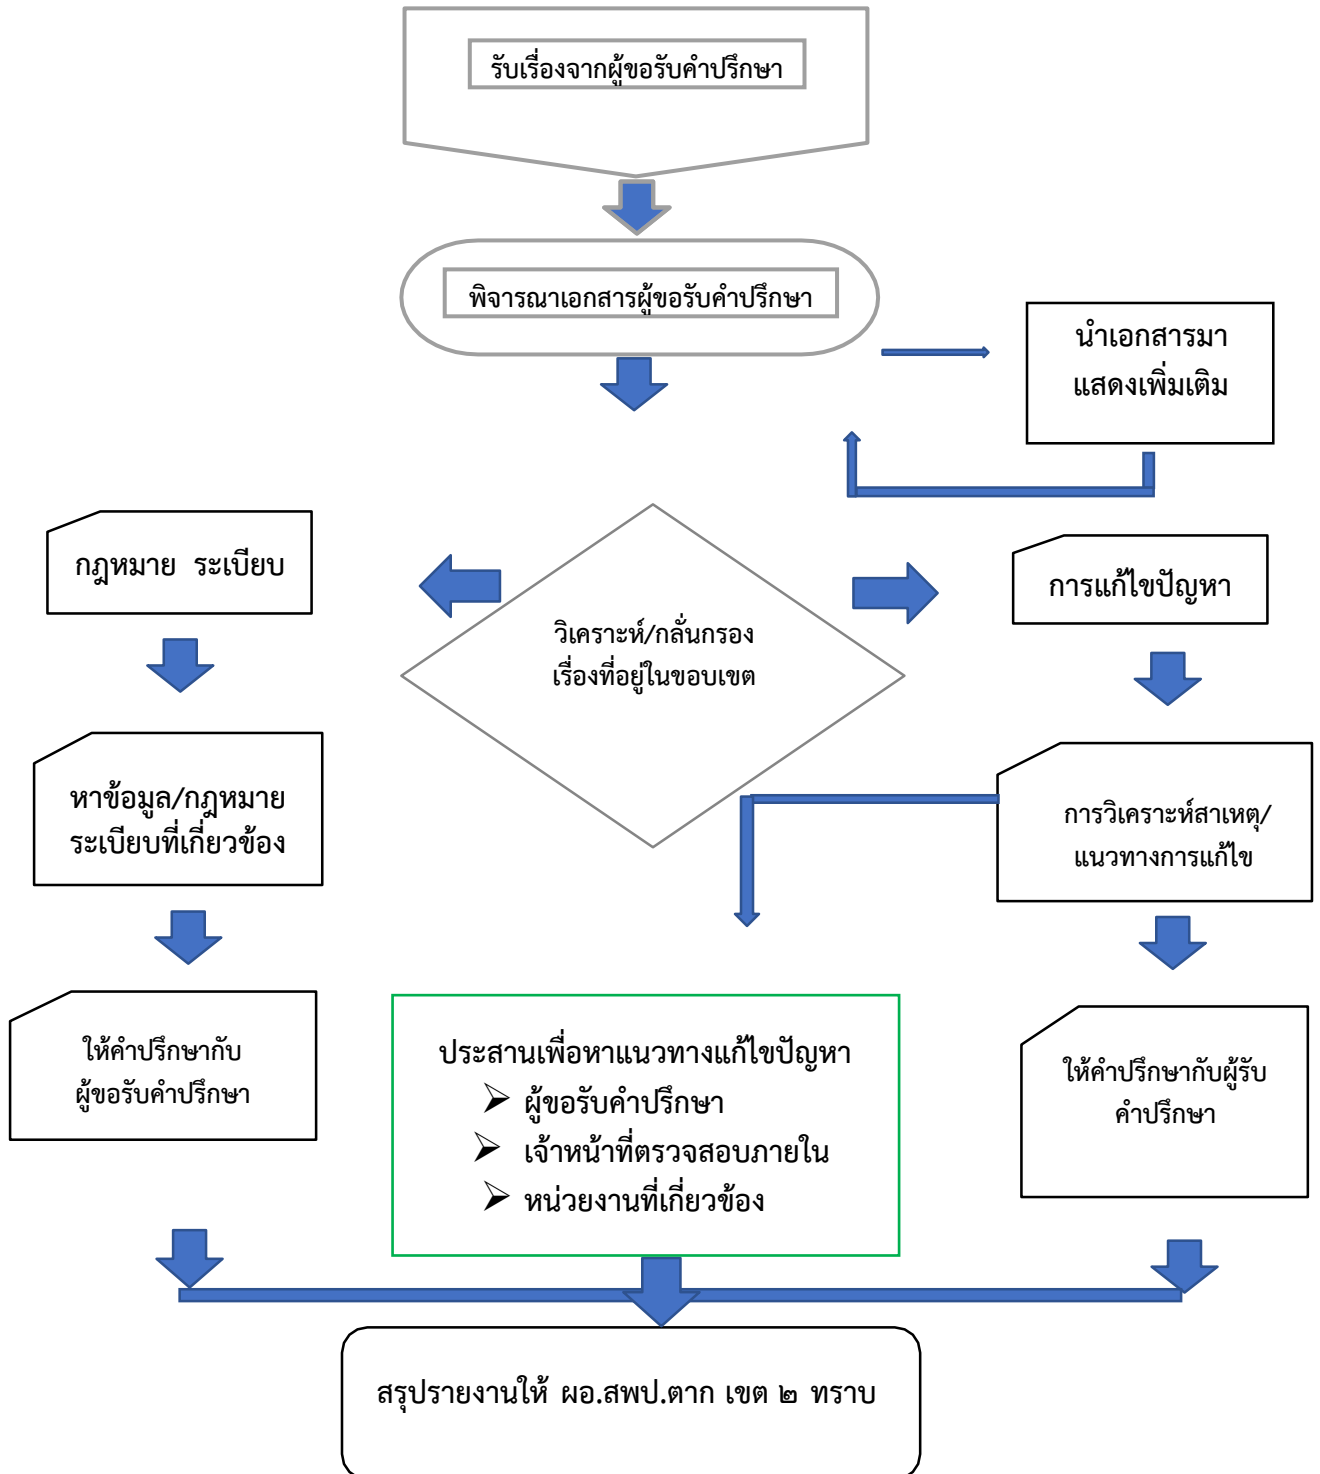 รับเรื่องจากผู้ขอรับคำปรึกษา
พิจารณาเอกสารผู้ขอรับคำปรึกษา
นำเอกสารมา
แสดงเพิ่มเติม
กฎหมาย ระเบียบ
วิเคราะห์/กลั่นกรอง
เรื่องที่อยู่ในขอบเขต
การแก้ไขปัญหา
หาข้อมูล/กฎหมาย
ระเบียบที่เกี่ยวข้อง
การวิเคราะห์สาเหตุ/
แนวทางการแก้ไข
ให้คำปรึกษากับ
ผู้ขอรับคำปรึกษา
ประสานเพื่อหาแนวทางแก้ไขปัญหา
➢ ผู้ขอรับคำปรึกษา
➢ เจ้าหน้าที่ตรวจสอบภายใน
➢ หน่วยงานที่เกี่ยวข้อง
ให้คำปรึกษากับผู้รับ
คำปรึกษา
สรุปรายงานให้ ผอ.สพป.ตาก เขต ๒ ทราบ